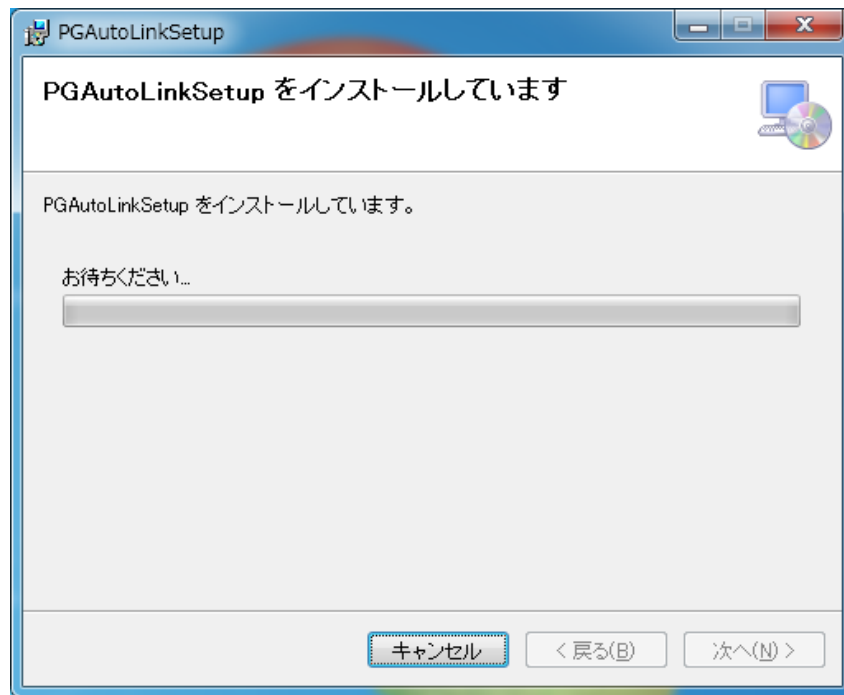 PGAutoLinkSetup
PGAutoLinkSetup をインストールしています
PGAutoLinkSetup をインストールしています。
お待ちください...
キャンセル
< 戻る(B)
次へ(N) >